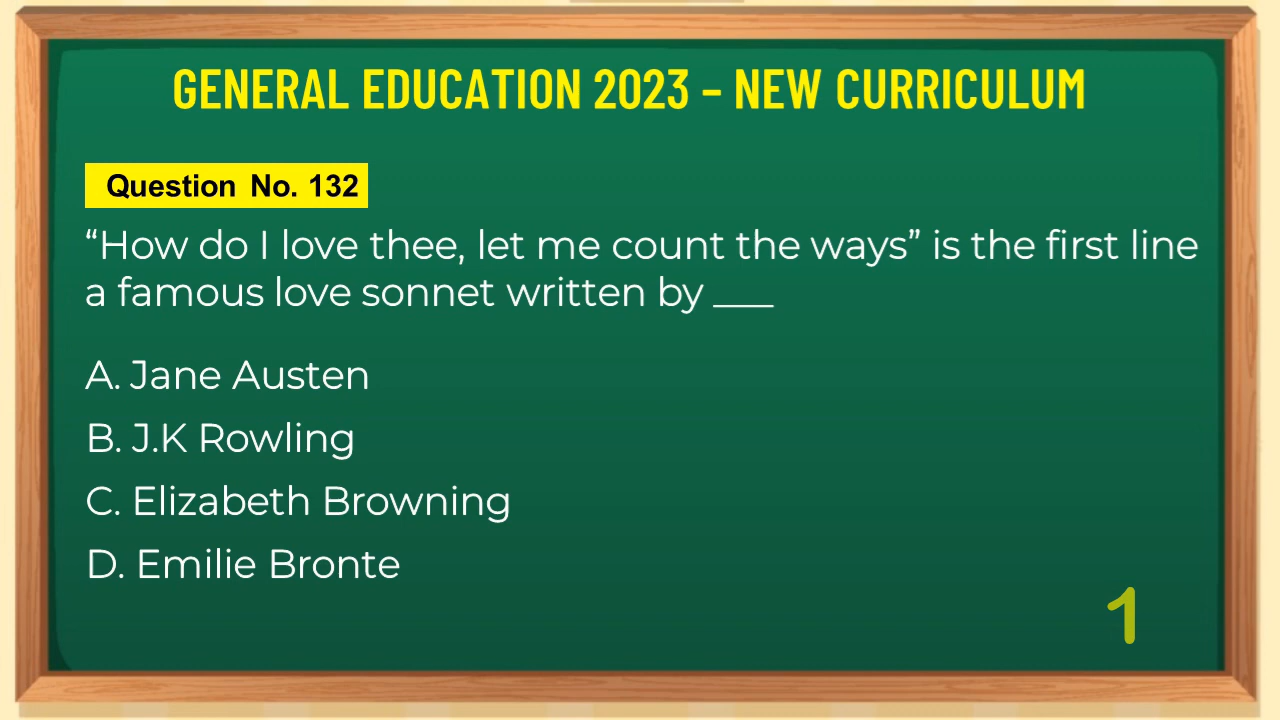 GENERAL EDUCATION 2023 – NEW CURRICULUM
Question No. 132
“How do I love thee, let me count the ways” is the first line
a famous love sonnet written by ___
A. Jane Austen
B. J.K Rowling
C. Elizabeth Browning
D. Emilie Bronte
1